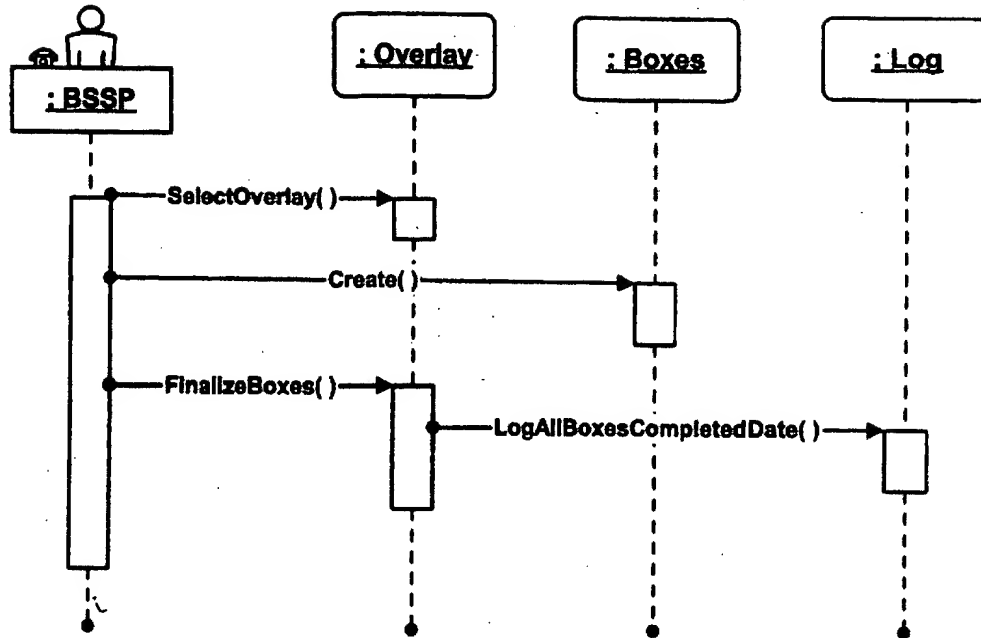 : BSSP
: Overlay
: Boxes
: Log
SelectOverlay( )
Create( )
FinalizeBoxes( )
LogAllBoxesCompletedDate( )